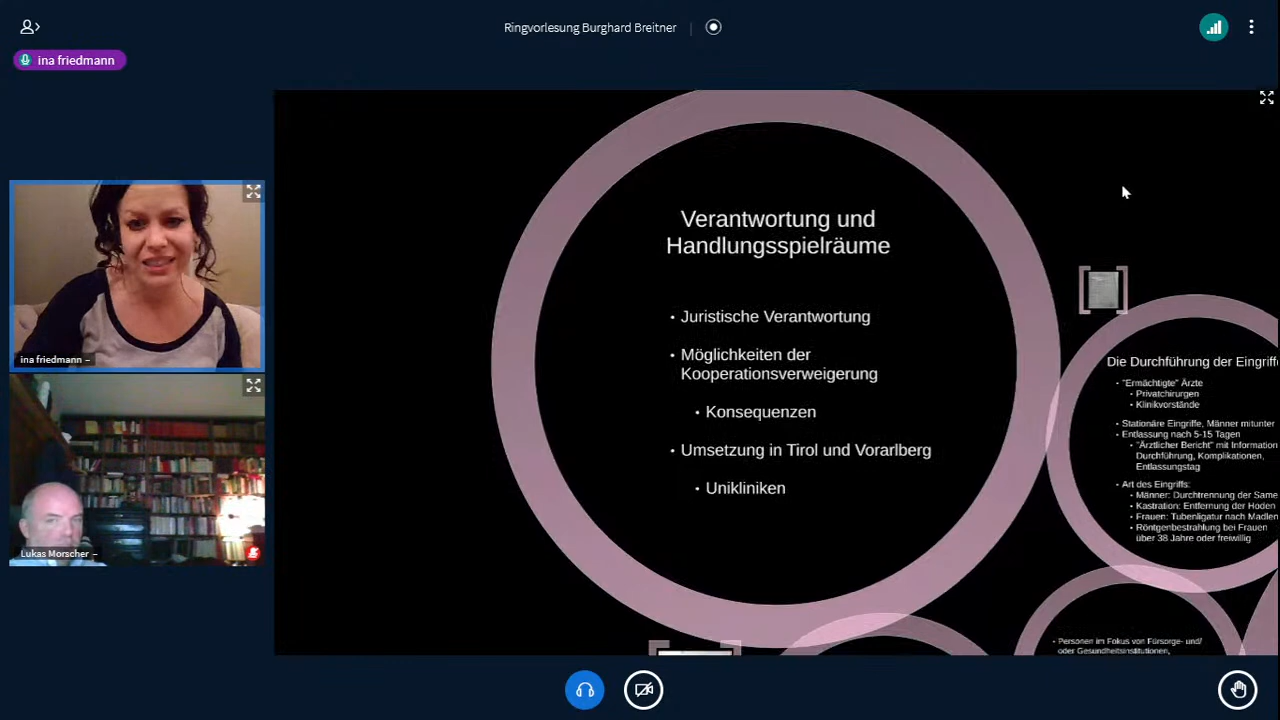 Ringvorlesung Burghard Breitner
ina friedmann
ina friedmann
Lukas Morscher
Verantwortung und
Handlungsspielräume
• Juristische Verantwortung
• Möglichkeiten der
Kooperationsverweigerung
• Konsequenzen
• Umsetzung in Tirol und Vorarlberg
• Unikliniken
Die Durchführung der Eingriffe
• "Ermächtigte" Ärzte
• Privatchirurgen
• Klinikvorstände
• Stationäre Eingriffe, Männer mitunter
• Entlassung nach 5-15 Tagen
• "Ärztlicher Bericht" mit Information
Durchführung, Komplikationen,
Entlassungstag
• Art des Eingriffs:
• Männer: Durchtrennung der Same
• Kastration: Entfernung der Hoden
• Frauen: Tubenligatur nach Madlen
• Röntgenbestrahlung bei Frauen
über 38 Jahre oder freiwillig
• Personen im Fokus von Fürsorge- und/
oder Gesundheitsinstitutionen,